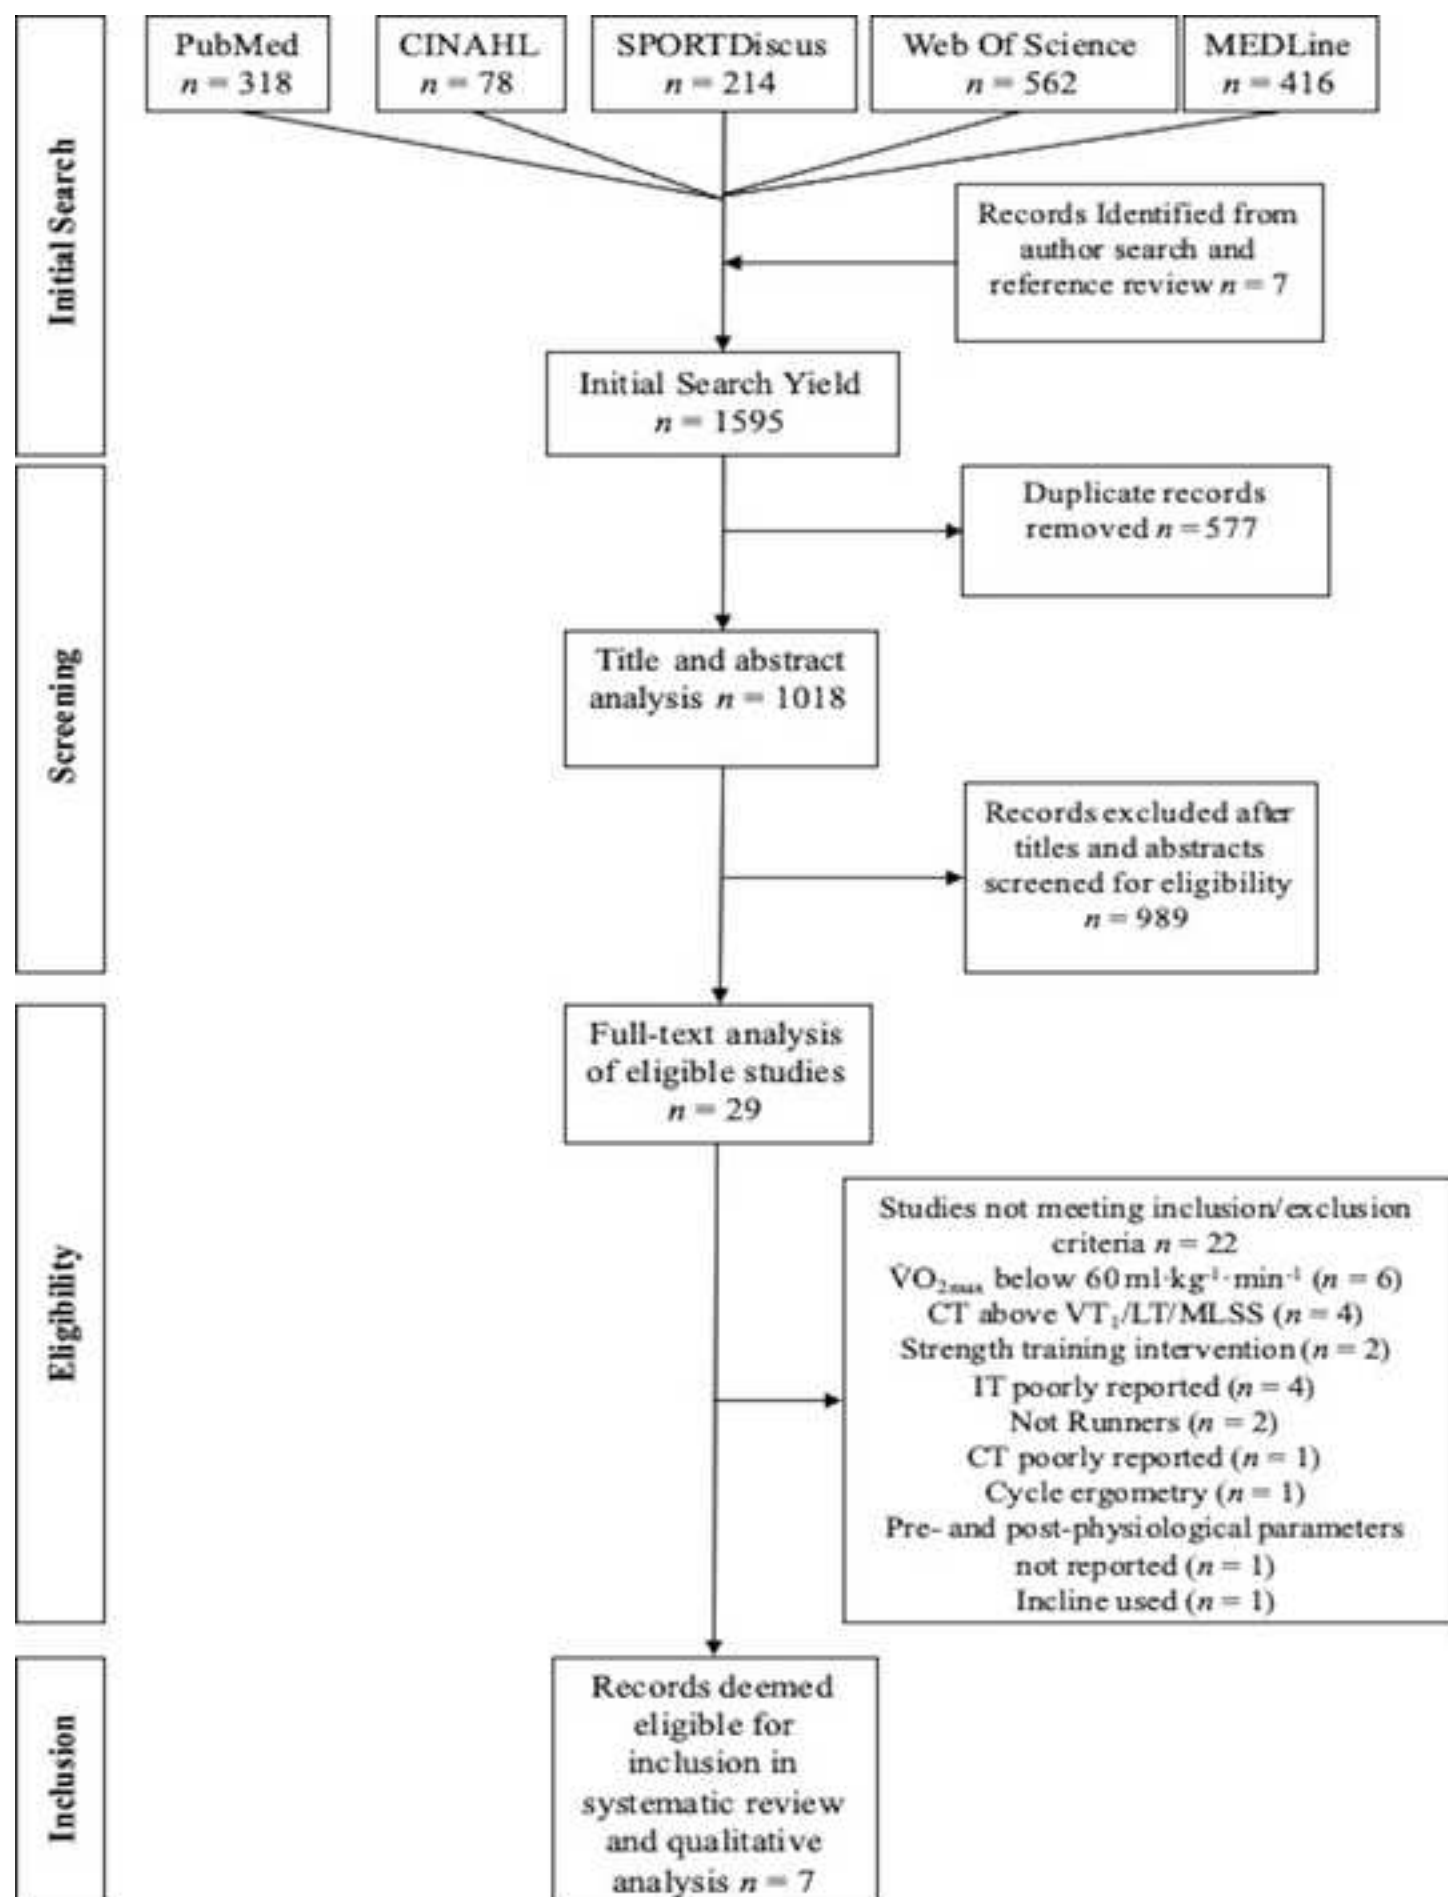 PubMed
n = 318
CINAHL
n = 78
SPORTDiscus
n = 214
Web Of Science
n = 562
MEDLine
n = 416
Initial Search
Records Identified from
author search and
reference review n = 7
Initial Search Yield
n = 1595
Screening
Duplicate records
removed n = 577
Title and abstract
analysis n = 1018
Records excluded after
titles and abstracts
screened for eligibility
n = 989
Eligibility
Full-text analysis
of eligible studies
n = 29
Studies not meeting inclusion/exclusion
criteria n = 22
V̇O₂max below 60 ml·kg⁻¹·min⁻¹ (n = 6)
CT above VT₁/LT/MLSS (n = 4)
Strength training intervention (n = 2)
IT poorly reported (n = 4)
Not Runners (n = 2)
CT poorly reported (n = 1)
Cycle ergometry (n = 1)
Pre- and post-physiological parameters
not reported (n = 1)
Incline used (n = 1)
Inclusion
Records deemed
eligible for
inclusion in
systematic review
and qualitative
analysis n = 7